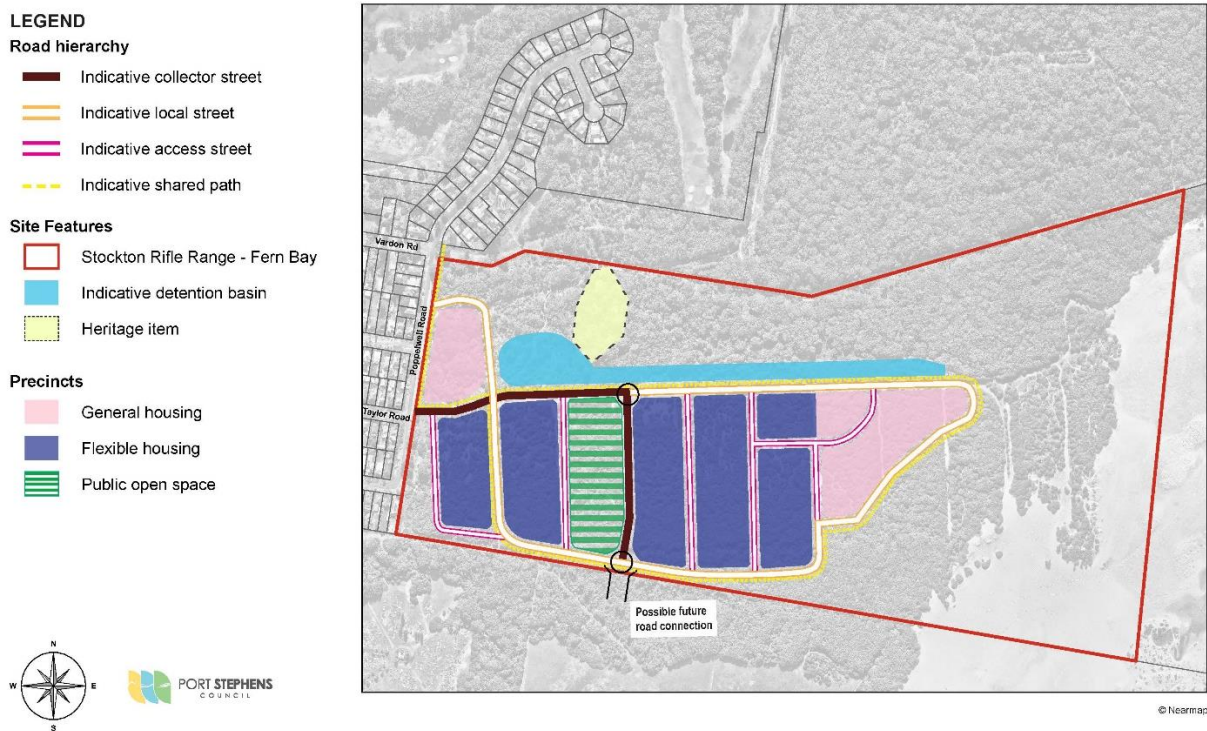 LEGEND
Road hierarchy
Indicative collector street
Indicative local street
Indicative access street
Indicative shared path
Site Features
Stockton Rifle Range - Fern Bay
Indicative detention basin
Heritage item
Precincts
General housing
Flexible housing
Public open space
N
W
E
S
PORT STEPHENS
COUNCIL
Vardon Rd
Poppelwell Road
Taylor Road
Possible future
road connection
© Nearmap